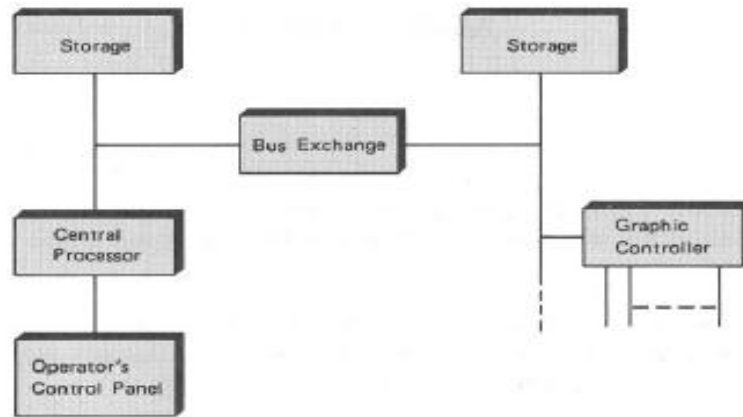 Storage
Storage
Bus Exchange
Central
Processor
Graphic
Controller
Operator's
Control Panel